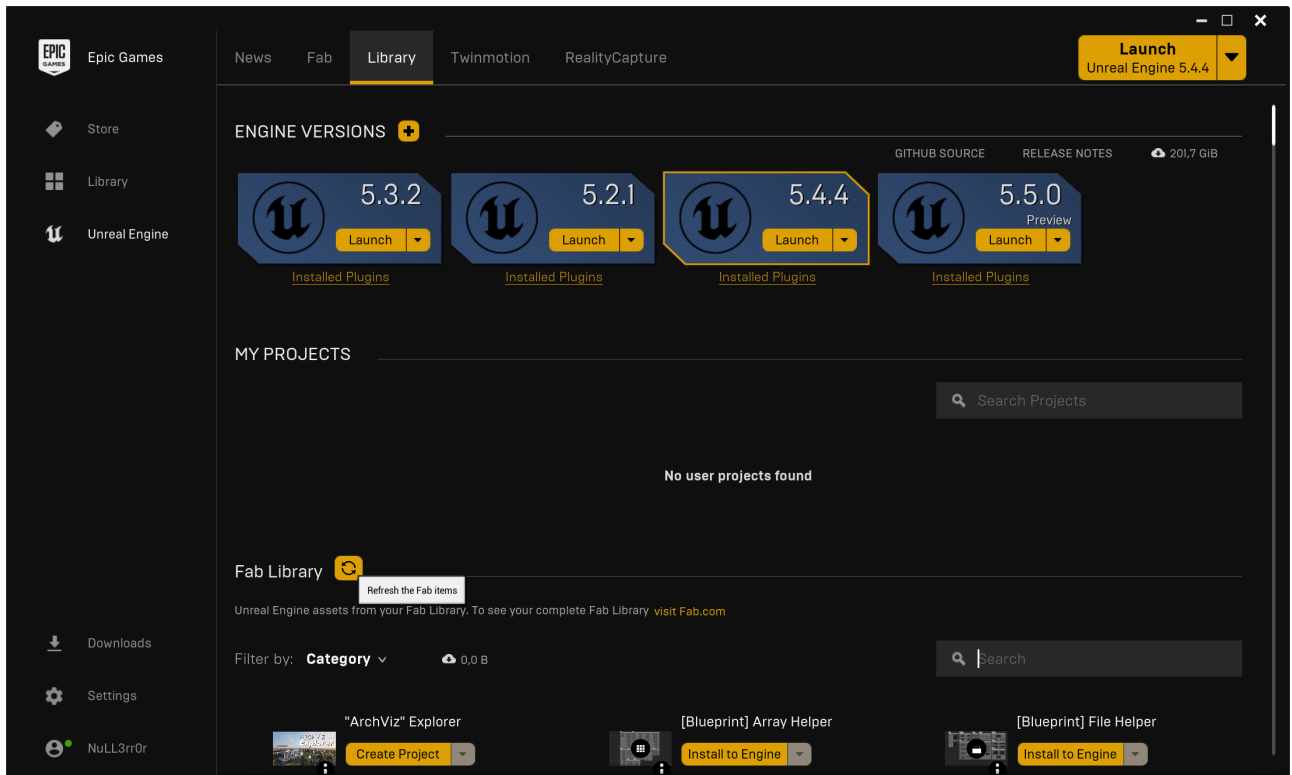 EPIC GAMES
Epic Games
News
Fab
Library
Twinmotion
RealityCapture
Launch
Unreal Engine 5.4.4
Store
Library
Unreal Engine
ENGINE VERSIONS
GITHUB SOURCE
RELEASE NOTES
201,7 GiB
5.3.2
Launch
Installed Plugins
5.2.1
Launch
Installed Plugins
5.4.4
Launch
Installed Plugins
5.5.0
Preview
Launch
Installed Plugins
MY PROJECTS
Search Projects
No user projects found
Fab Library
Refresh the Fab items
Unreal Engine assets from your Fab Library. To see your complete Fab Library visit Fab.com
Filter by: Category
0,0 B
Search
"ArchViz" Explorer
ARCHVIZ
Explorer
Create Project
[Blueprint] Array Helper
Install to Engine
[Blueprint] File Helper
Install to Engine
Downloads
Settings
NuLL3rr0r